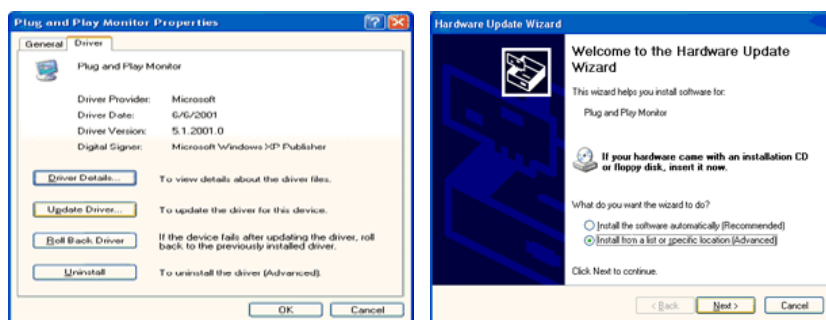 Plug and Play Monitor Properties
General Driver
Plug and Play Monitor
Driver Provider: Microsoft
Driver Date: 6/6/2001
Driver Version: 5.1.2001.0
Digital Signer: Microsoft Windows XP Publisher
Driver Details... To view details about the driver files.
Update Driver... To update the driver for this device.
Roll Back Driver If the device fails after updating the driver, roll
back to the previously installed driver.
Uninstall To uninstall the driver (Advanced).
OK Cancel
Hardware Update Wizard
Welcome to the Hardware Update
Wizard
This wizard helps you install software for:
Plug and Play Monitor
If your hardware came with an installation CD
or floppy disk, insert it now.
What do you want the wizard to do?
Install the software automatically (Recommended)
Install from a list or specific location (Advanced)
Click Next to continue.
< Back Next > Cancel